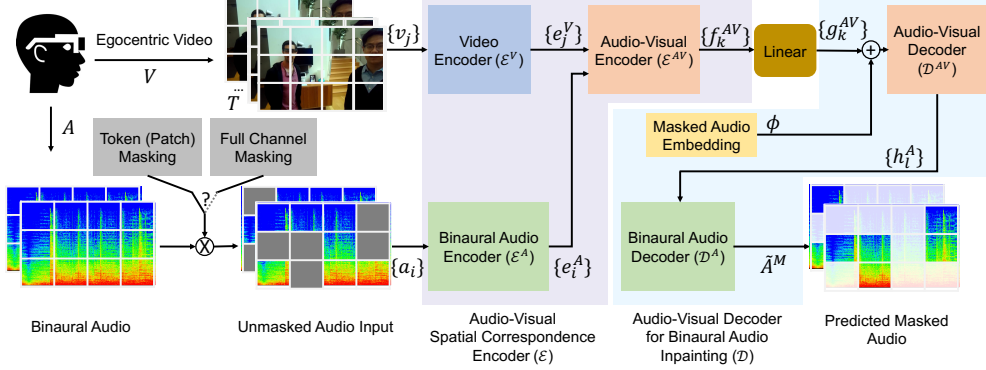 Egocentric Video
V
A
...
T
{v_j}
Video
Encoder (ℰ^V)
{e_j^V}
Audio-Visual
Encoder (ℰ^{AV})
{f_k^{AV}}
Linear
{g_k^{AV}}
+
Audio-Visual
Decoder
(𝒟^{AV})
Token (Patch)
Masking
Full Channel
Masking
?
X
Masked Audio
Embedding
ϕ
{h_l^A}
{a_i}
Binaural Audio
Encoder (ℰ^A)
{e_i^A}
Binaural Audio
Decoder (𝒟^A)
Ã^M
Binaural Audio
Unmasked Audio Input
Audio-Visual
Spatial Correspondence
Encoder (ℰ)
Audio-Visual Decoder
for Binaural Audio
Inpainting (𝒟)
Predicted Masked
Audio